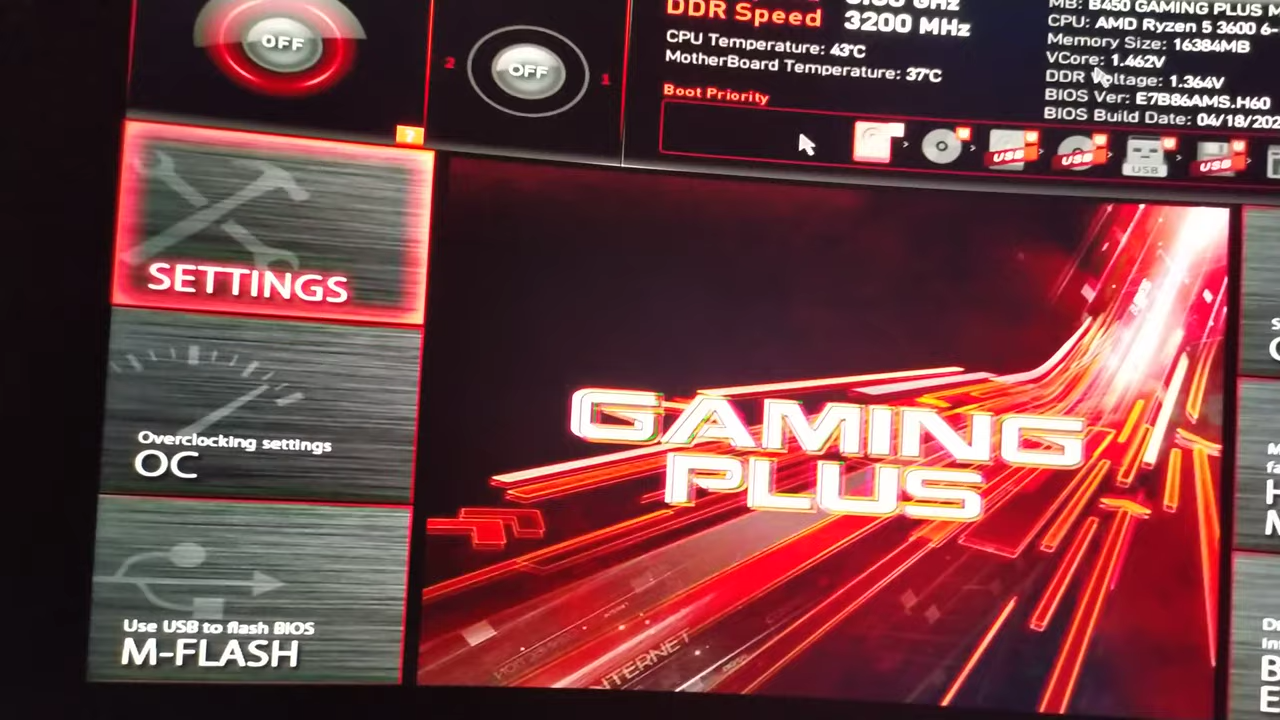 OFF
2
OFF
1
DDR Speed 3200 MHz
CPU Temperature: 43°C
MotherBoard Temperature: 37°C
Boot Priority
USB
USB
USB
USB
CPU: AMD Ryzen 5 3600 6-
Memory Size: 16384MB
VCore: 1.462V
DDR Voltage: 1.364V
BIOS Ver: E7B86AMS.H60
BIOS Build Date: 04/18/202
MB: B450 GAMING PLUS M
?
SETTINGS
Overclocking settings
OC
Use USB to flash BIOS
M-FLASH
GAMING
PLUS